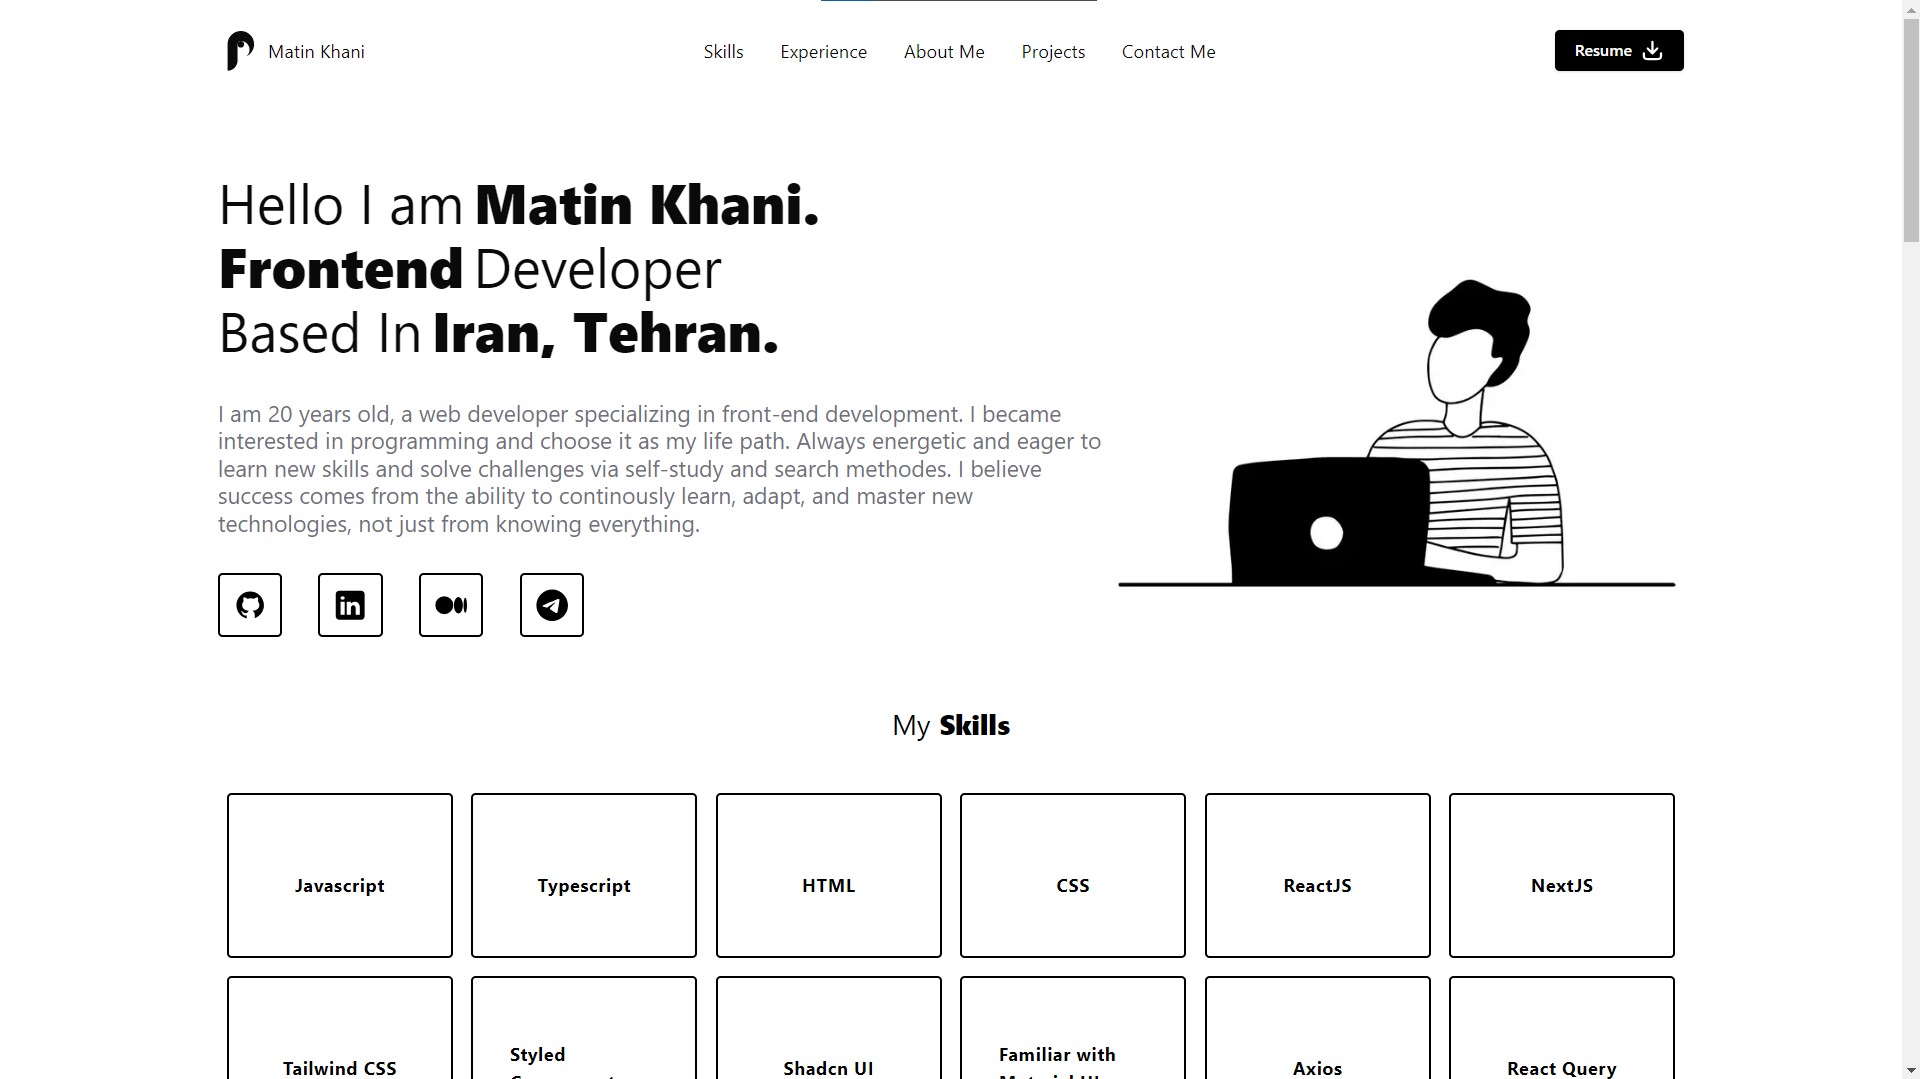 Matin Khani
Skills
Experience
About Me
Projects
Contact Me
Resume
Hello I am Matin Khani.
Frontend Developer
Based In Iran, Tehran.
I am 20 years old, a web developer specializing in front-end development. I became
interested in programming and choose it as my life path. Always energetic and eager to
learn new skills and solve challenges via self-study and search methodes. I believe
success comes from the ability to continously learn, adapt, and master new
technologies, not just from knowing everything.
in
My Skills
Javascript
Typescript
HTML
CSS
ReactJS
NextJS
Tailwind CSS
Styled
Shadcn UI
Familiar with
Axios
React Query